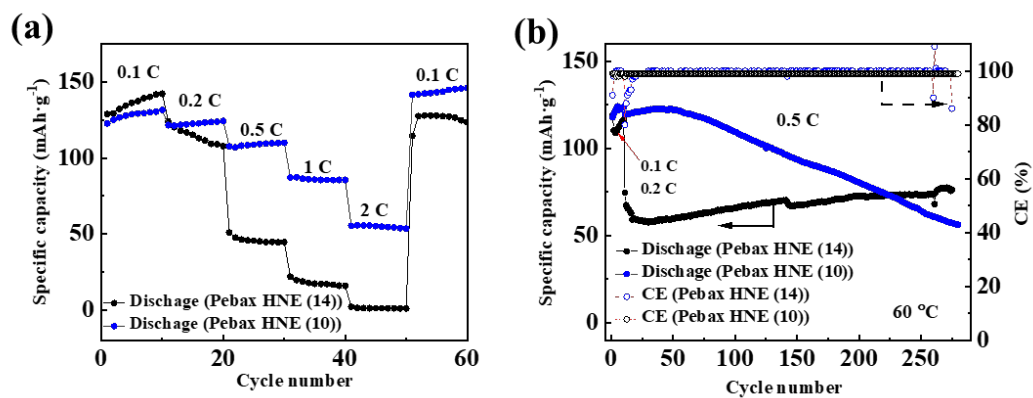 (a)
Specific capacity (mAh·g⁻¹)
150
100
50
0
0.1 C
0.2 C
0.5 C
1 C
2 C
0.1 C
Dischage (Pebax HNE (14))
Dischage (Pebax HNE (10))
0 20 40 60
Cycle number
(b)
Specific capacity (mAh·g⁻¹)
150
100
50
0
0.5 C
0.1 C
0.2 C
Dischage (Pebax HNE (14))
Dischage (Pebax HNE (10))
CE (Pebax HNE (14))
CE (Pebax HNE (10))
60 °C
0 50 100 150 200 250
Cycle number
100
80
60
40
20
0
CE (%)